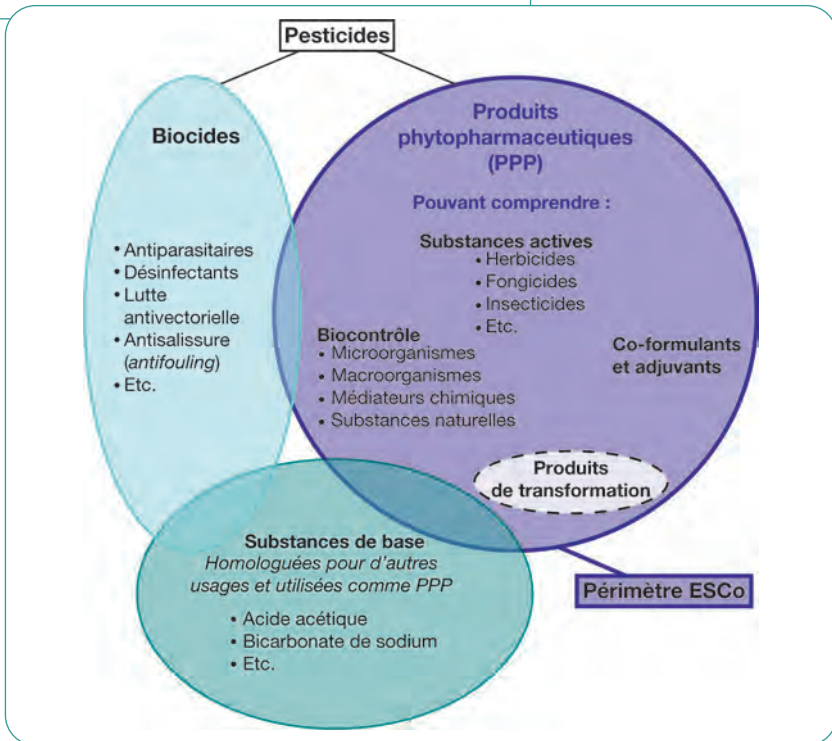 Pesticides
Biocides
• Antiparasitaires
• Désinfectants
• Lutte
antivectorielle
• Antisalissure
(antifouling)
• Etc.
Produits
phytopharmaceutiques
(PPP)
Pouvant comprendre :
Substances actives
• Herbicides
• Fongicides
• Insecticides
• Etc.
Biocontrôle
• Microorganismes
• Macroorganismes
• Médiateurs chimiques
• Substances naturelles
Co-formulants
et adjuvants
Produits
de transformation
Substances de base
Homologuées pour d'autres
usages et utilisées comme PPP
• Acide acétique
• Bicarbonate de sodium
• Etc.
Périmètre ESCo